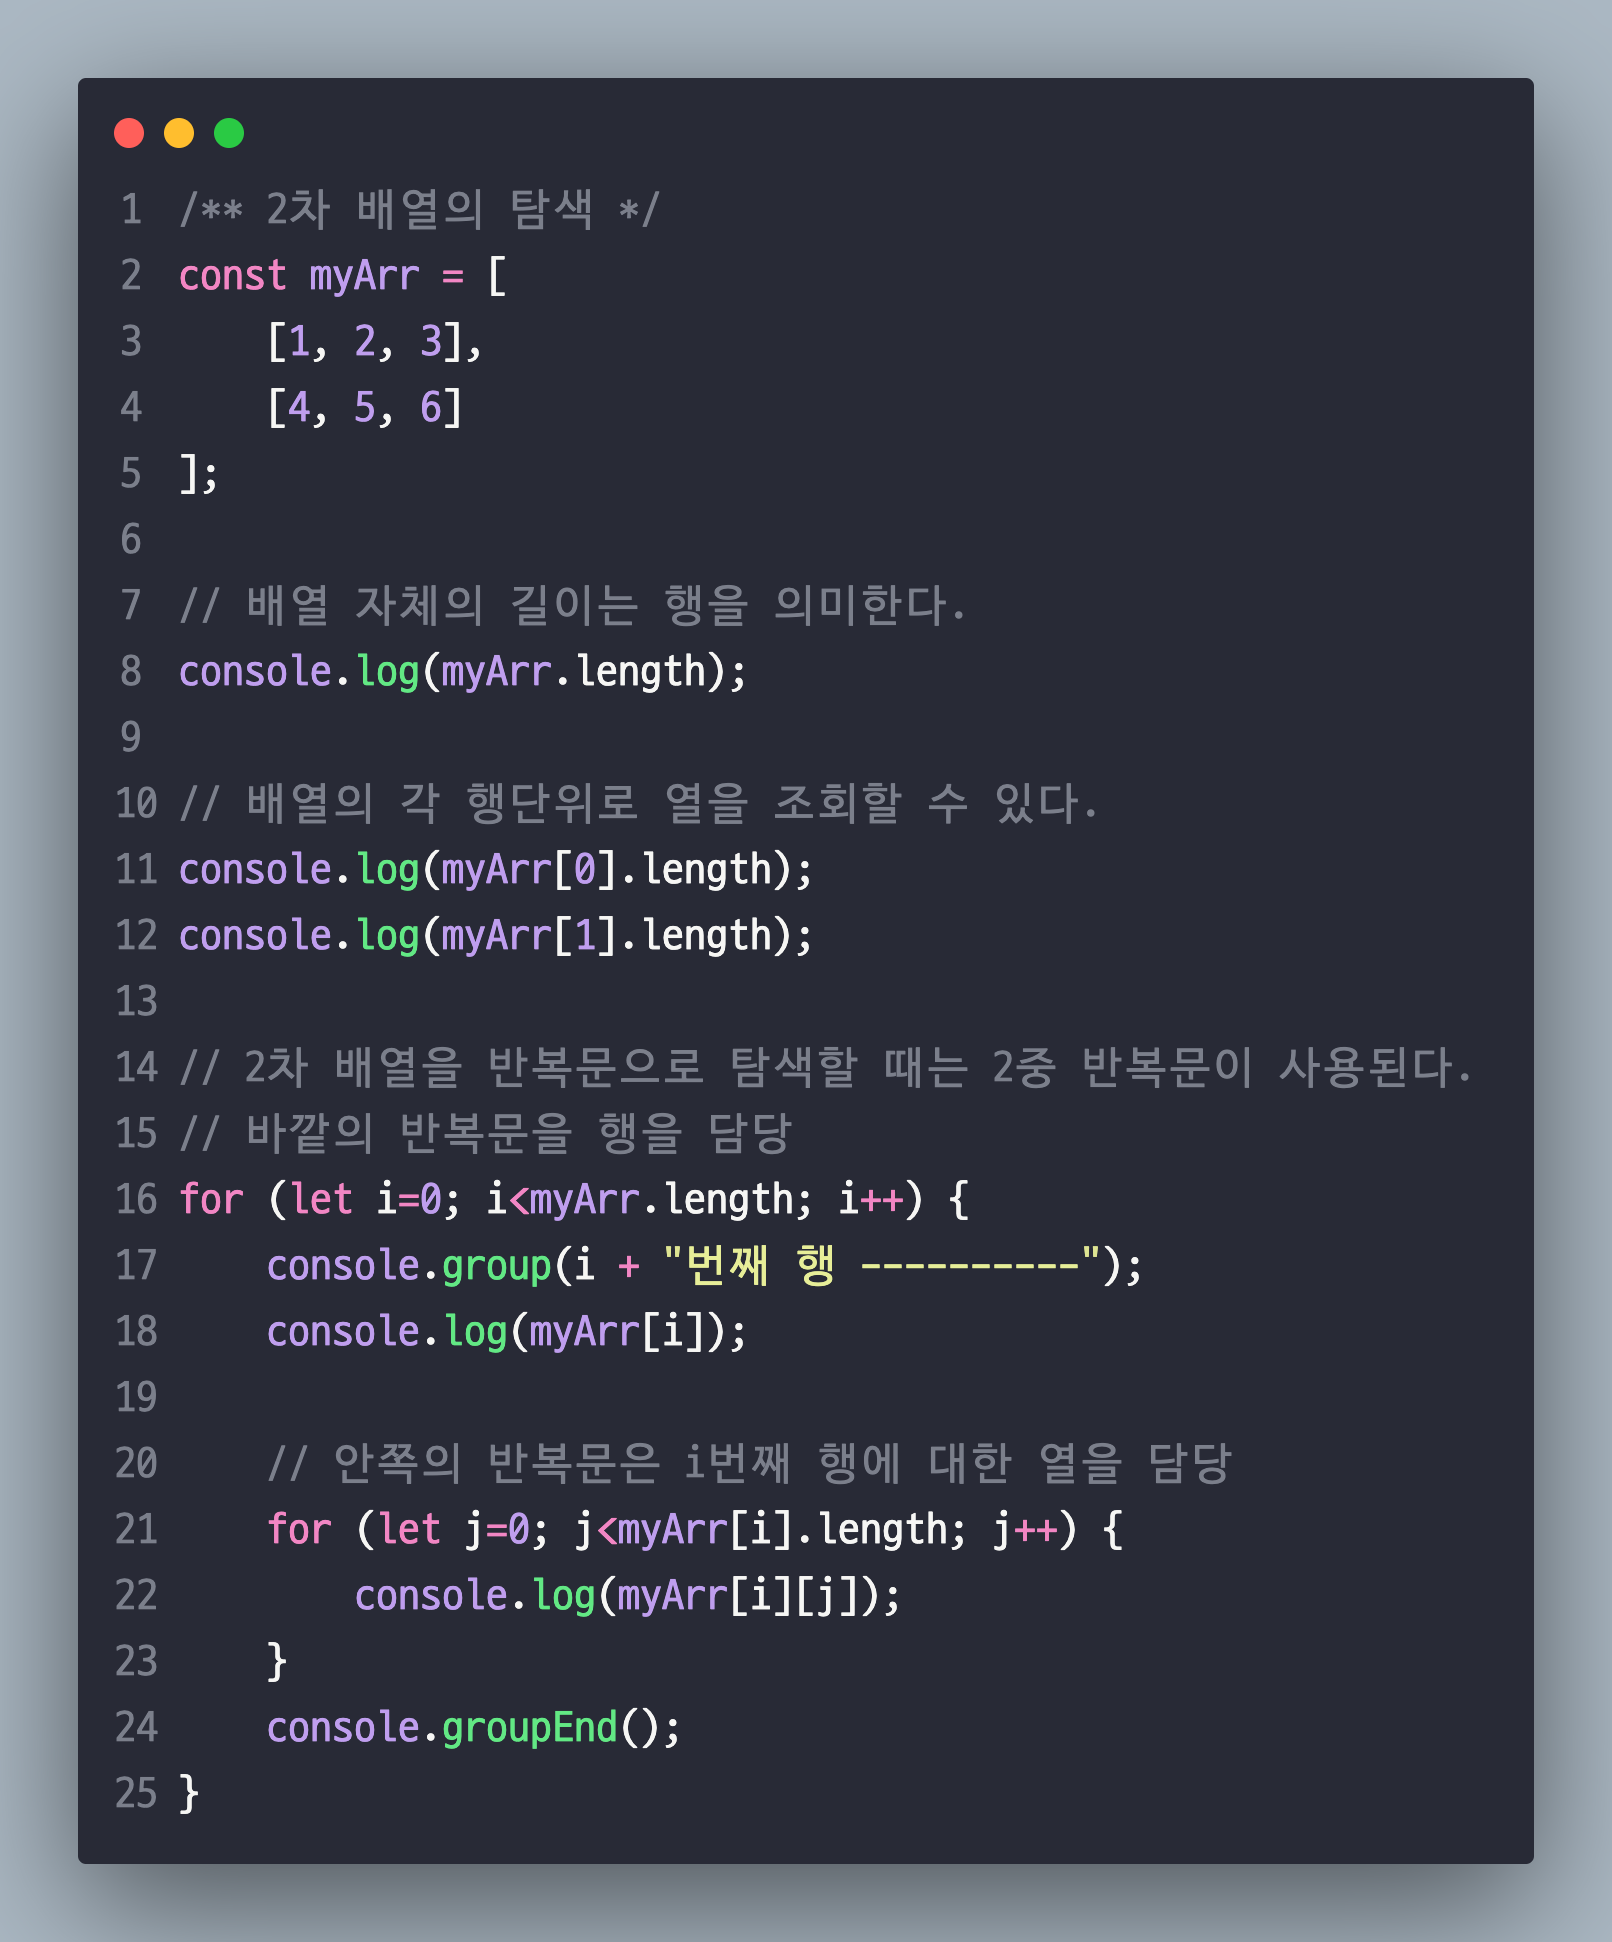 1 /** 2차 배열의 탐색 */
2 const myArr = [
3     [1, 2, 3],
4     [4, 5, 6]
5 ];
6
7 // 배열 자체의 길이는 행을 의미한다.
8 console.log(myArr.length);
9
10 // 배열의 각 행단위로 열을 조회할 수 있다.
11 console.log(myArr[0].length);
12 console.log(myArr[1].length);
13
14 // 2차 배열을 반복문으로 탐색할 때는 2중 반복문이 사용된다.
15 // 바깥의 반복문을 행을 담당
16 for (let i=0; i<myArr.length; i++) {
17     console.group(i + "번째 행 ----------");
18     console.log(myArr[i]);
19
20     // 안쪽의 반복문은 i번째 행에 대한 열을 담당
21     for (let j=0; j<myArr[i].length; j++) {
22         console.log(myArr[i][j]);
23     }
24     console.groupEnd();
25 }